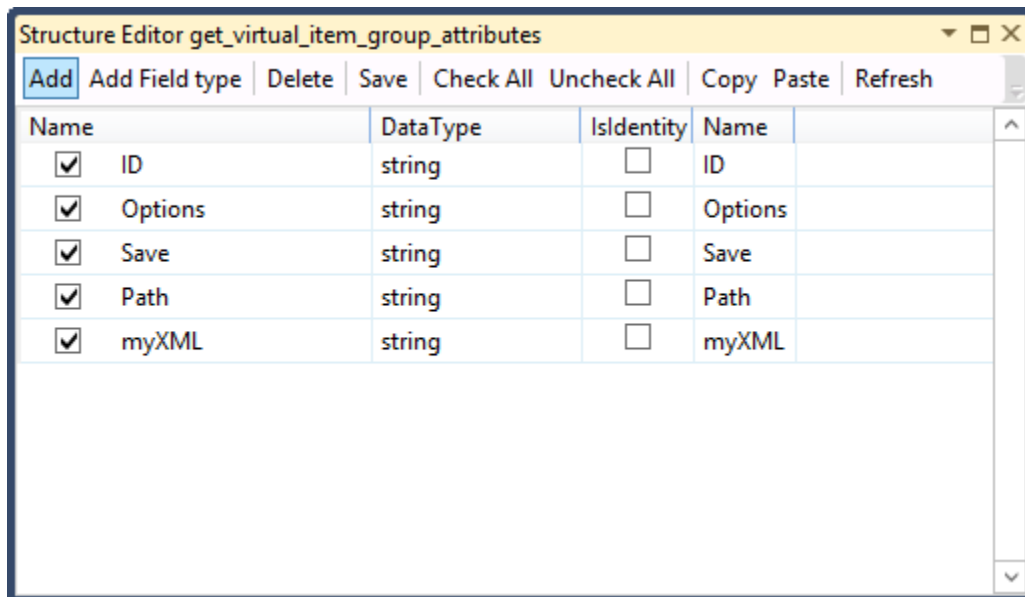 Structure Editor get_virtual_item_group_attributes
Add Add Field type Delete Save Check All Uncheck All Copy Paste Refresh
Name DataType IsIdentity Name
ID string ID
Options string Options
Save string Save
Path string Path
myXML string myXML